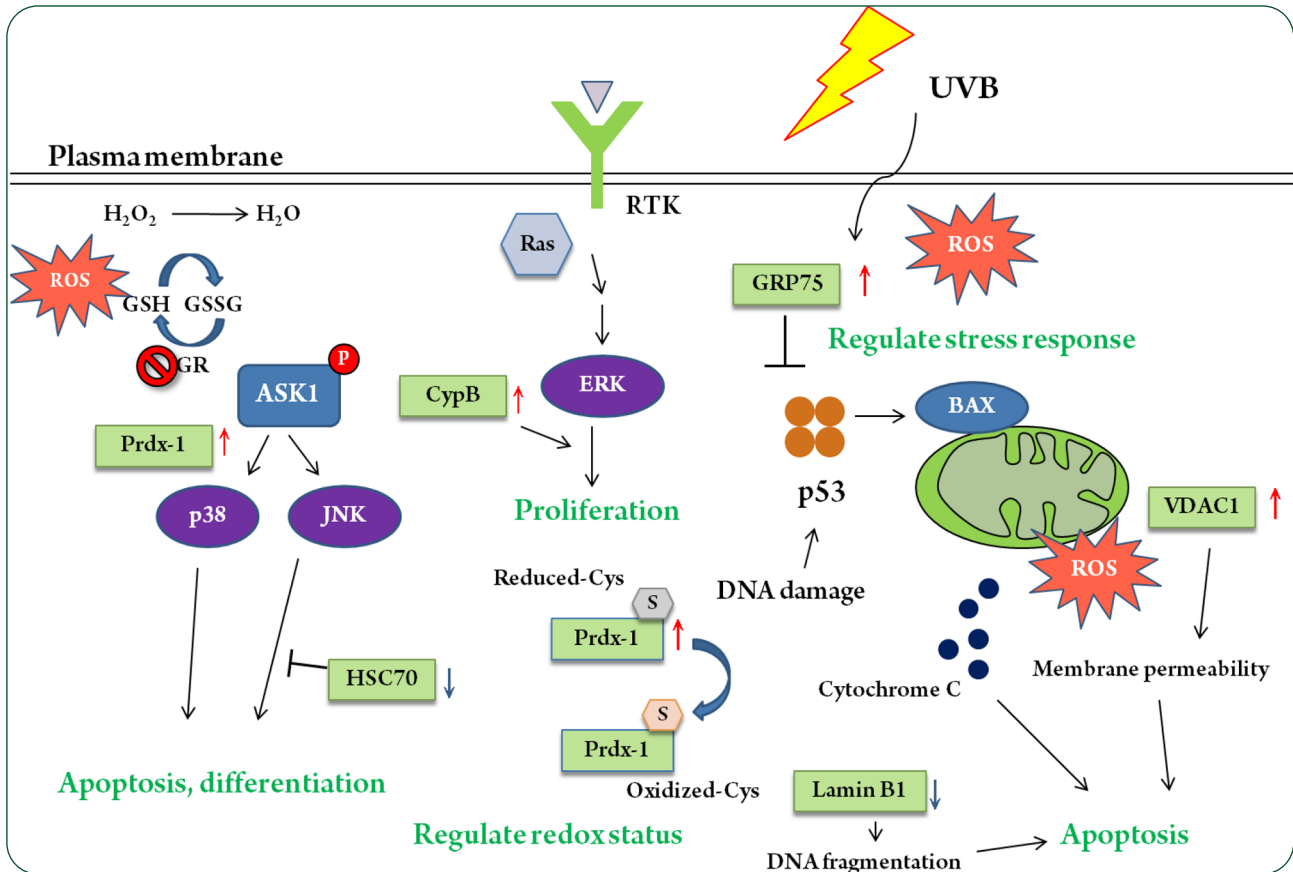 UVB
Plasma membrane
RTK
H₂O₂ → H₂O
Ras
ROS
ROS
GSH GSSG
GRP75
Regulate stress response
GR
P
ASK1
CypB
ERK
BAX
Prdx-1
p53
p38
JNK
Proliferation
VDAC1
ROS
Reduced-Cys
S
Prdx-1
DNA damage
HSC70
Membrane permeability
Cytochrome C
S
Prdx-1
Oxidized-Cys
Apoptosis, differentiation
Lamin B1
Regulate redox status
Apoptosis
DNA fragmentation